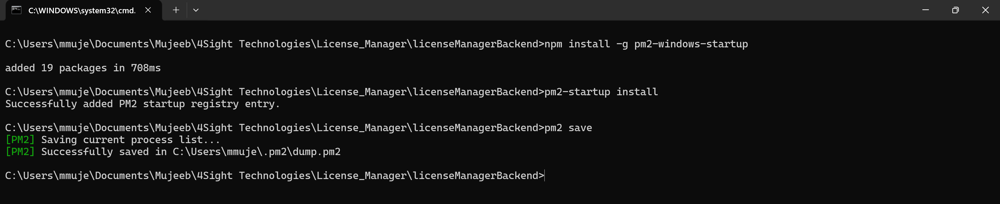 C:\WINDOWS\system32\cmd.
C:\Users\mmuje\Documents\Mujeeb\4Sight Technologies\License_Manager\licenseManagerBackend>npm install -g pm2-windows-startup
added 19 packages in 708ms
C:\Users\mmuje\Documents\Mujeeb\4Sight Technologies\License_Manager\licenseManagerBackend>pm2-startup install
Successfully added PM2 startup registry entry.
C:\Users\mmuje\Documents\Mujeeb\4Sight Technologies\License_Manager\licenseManagerBackend>pm2 save
[PM2] Saving current process list...
[PM2] Successfully saved in C:\Users\mmuje\.pm2\dump.pm2
C:\Users\mmuje\Documents\Mujeeb\4Sight Technologies\License_Manager\licenseManagerBackend>